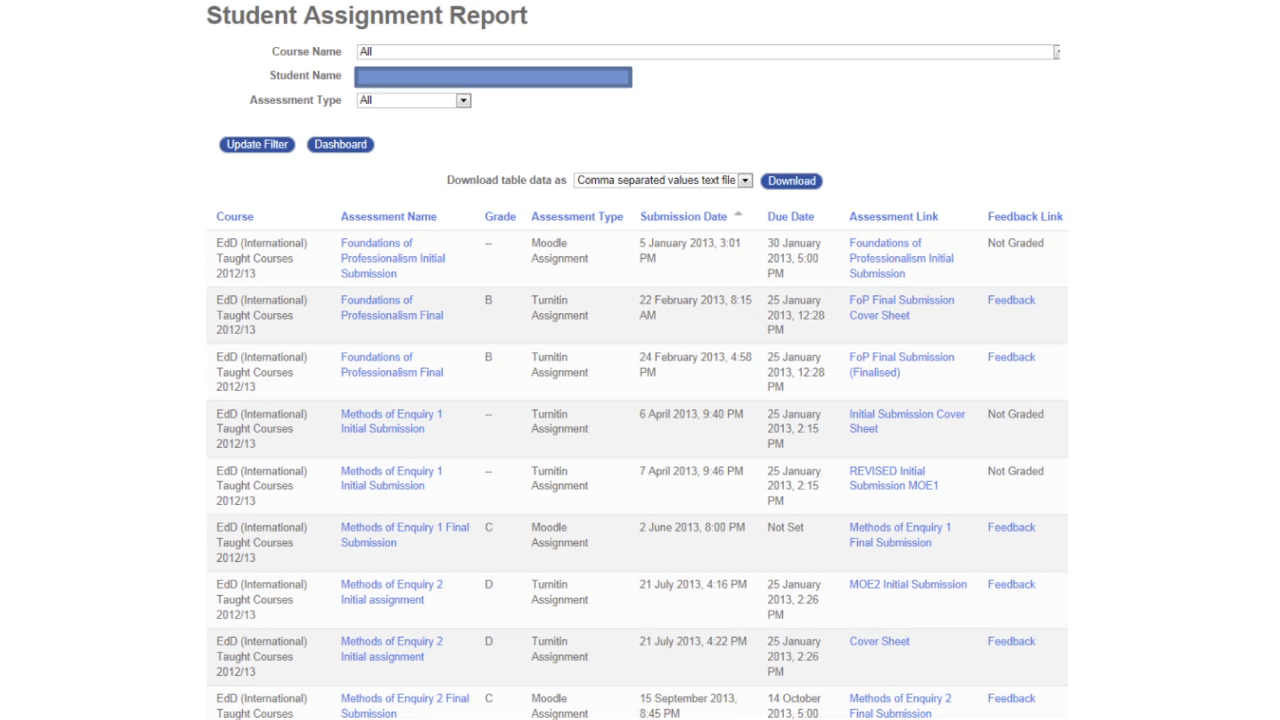 Student Assignment Report
Course Name All
Student Name
Assessment Type All
Update Filter Dashboard
Download table data as Comma separated values text file Download
Course Assessment Name Grade Assessment Type Submission Date Due Date Assessment Link Feedback Link
EdD (International) Foundations of -- Moodle 5 January 2013, 3:01 30 January Foundations of Not Graded
Taught Courses Professionalism Initial Assignment PM 2013, 5:00 Professionalism Initial
2012/13 Submission PM Submission
EdD (International) Foundations of B Turnitin 22 February 2013, 8:15 25 January FoP Final Submission Feedback
Taught Courses Professionalism Final Assignment AM 2013, 12:28 Cover Sheet
2012/13 PM
EdD (International) Foundations of B Turnitin 24 February 2013, 4:58 25 January FoP Final Submission Feedback
Taught Courses Professionalism Final Assignment PM 2013, 12:28 (Finalised)
2012/13 PM
EdD (International) Methods of Enquiry 1 -- Turnitin 6 April 2013, 9:40 PM 25 January Initial Submission Cover Not Graded
Taught Courses Initial Submission Assignment 2013, 2:15 Sheet
2012/13 PM
EdD (International) Methods of Enquiry 1 -- Turnitin 7 April 2013, 9:46 PM 25 January REVISED Initial Not Graded
Taught Courses Initial Submission Assignment 2013, 2:15 Submission MOE1
2012/13 PM
EdD (International) Methods of Enquiry 1 Final C Moodle 2 June 2013, 8:00 PM Not Set Methods of Enquiry 1 Feedback
Taught Courses Submission Assignment Final Submission
2012/13
EdD (International) Methods of Enquiry 2 D Turnitin 21 July 2013, 4:16 PM 25 January MOE2 Initial Submission Feedback
Taught Courses Initial assignment Assignment 2013, 2:26
2012/13 PM
EdD (International) Methods of Enquiry 2 D Turnitin 21 July 2013, 4:22 PM 25 January Cover Sheet Feedback
Taught Courses Initial assignment Assignment 2013, 2:26
2012/13 PM
EdD (International) Methods of Enquiry 2 Final C Moodle 15 September 2013, 14 October Methods of Enquiry 2 Feedback
Taught Courses Submission Assignment 8:45 PM 2013, 5:00 Final Submission